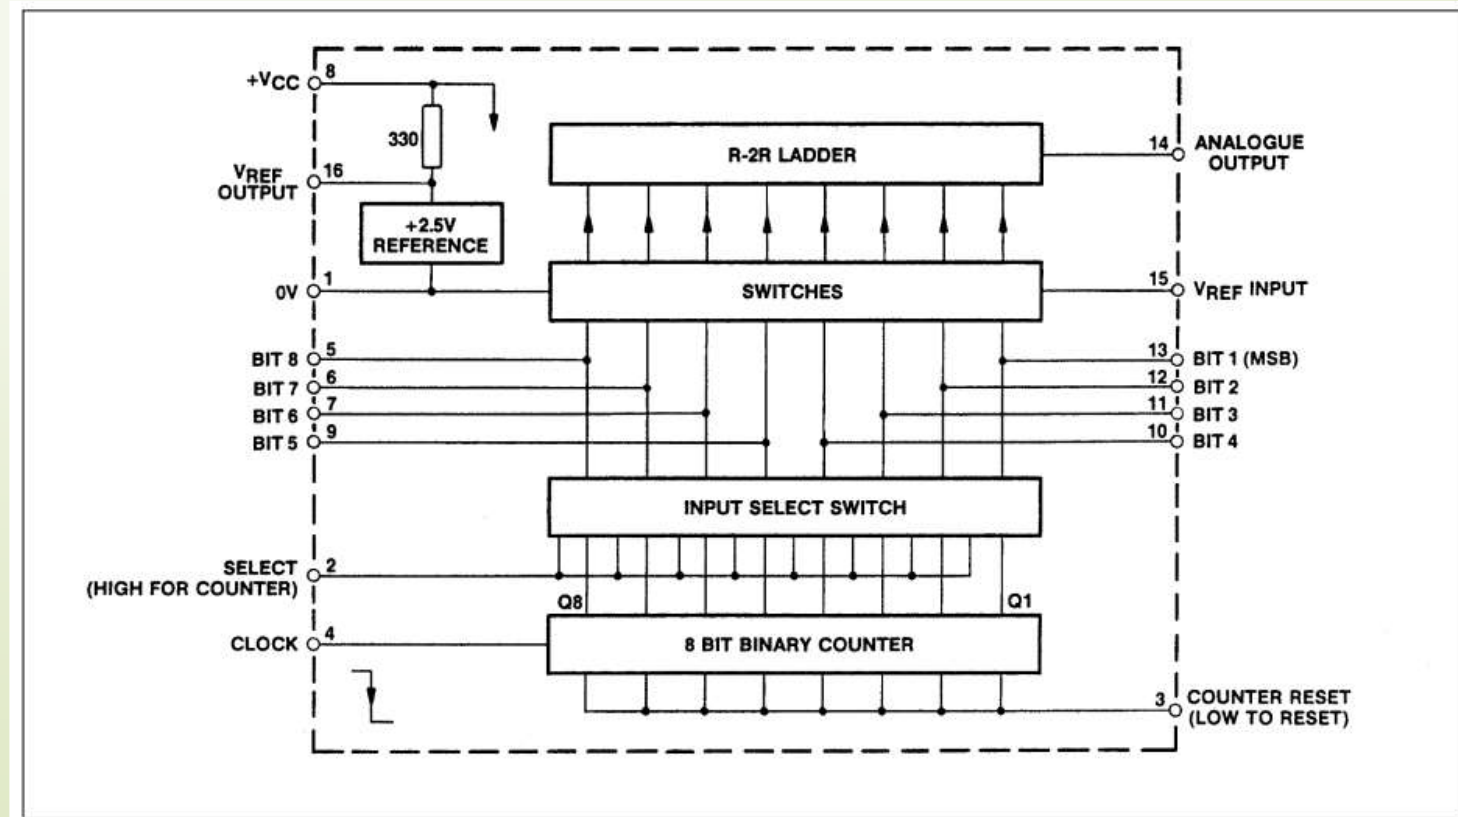 +VCC
8
330
VREF
OUTPUT
16
+2.5V
REFERENCE
0V
1
R-2R LADDER
14
ANALOGUE
OUTPUT
SWITCHES
15
VREF INPUT
BIT 8
5
BIT 7
6
BIT 6
7
BIT 5
9
13
BIT 1 (MSB)
12
BIT 2
11
BIT 3
10
BIT 4
INPUT SELECT SWITCH
SELECT
(HIGH FOR COUNTER)
2
Q8
Q1
CLOCK
4
8 BIT BINARY COUNTER
3
COUNTER RESET
(LOW TO RESET)